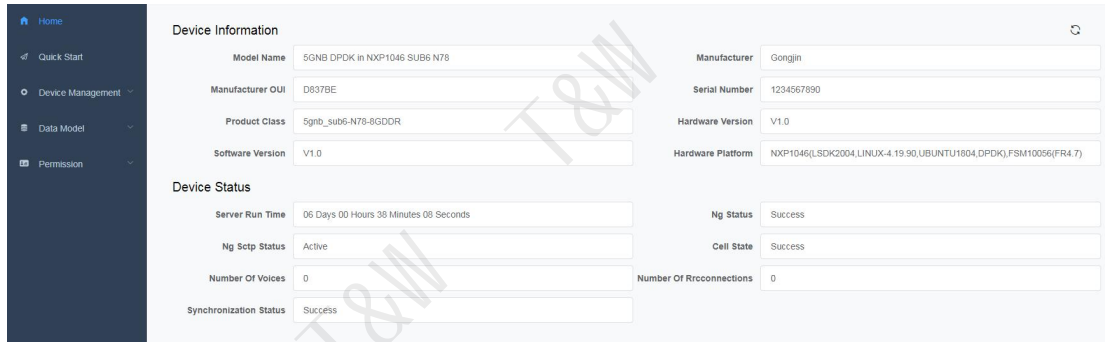 Home
Quick Start
Device Management
Data Model
Permission
Device Information
Model Name 5GNB DPDK in NXP1046 SUB6 N78 Manufacturer Gongjin
Manufacturer OUI D837BE Serial Number 1234567890
Product Class 5gnb_sub6-N78-8GDDR Hardware Version V1.0
Software Version V1.0 Hardware Platform NXP1046(LSDK2004,LINUX-4.19.90,UBUNTU1804,DPDK),FSM10056(FR4.7)
Device Status
Server Run Time 06 Days 00 Hours 38 Minutes 08 Seconds Ng Status Success
Ng Sctp Status Active Cell State Success
Number Of Voices 0 Number Of Rrcconnections 0
Synchronization Status Success
T&W
T&W